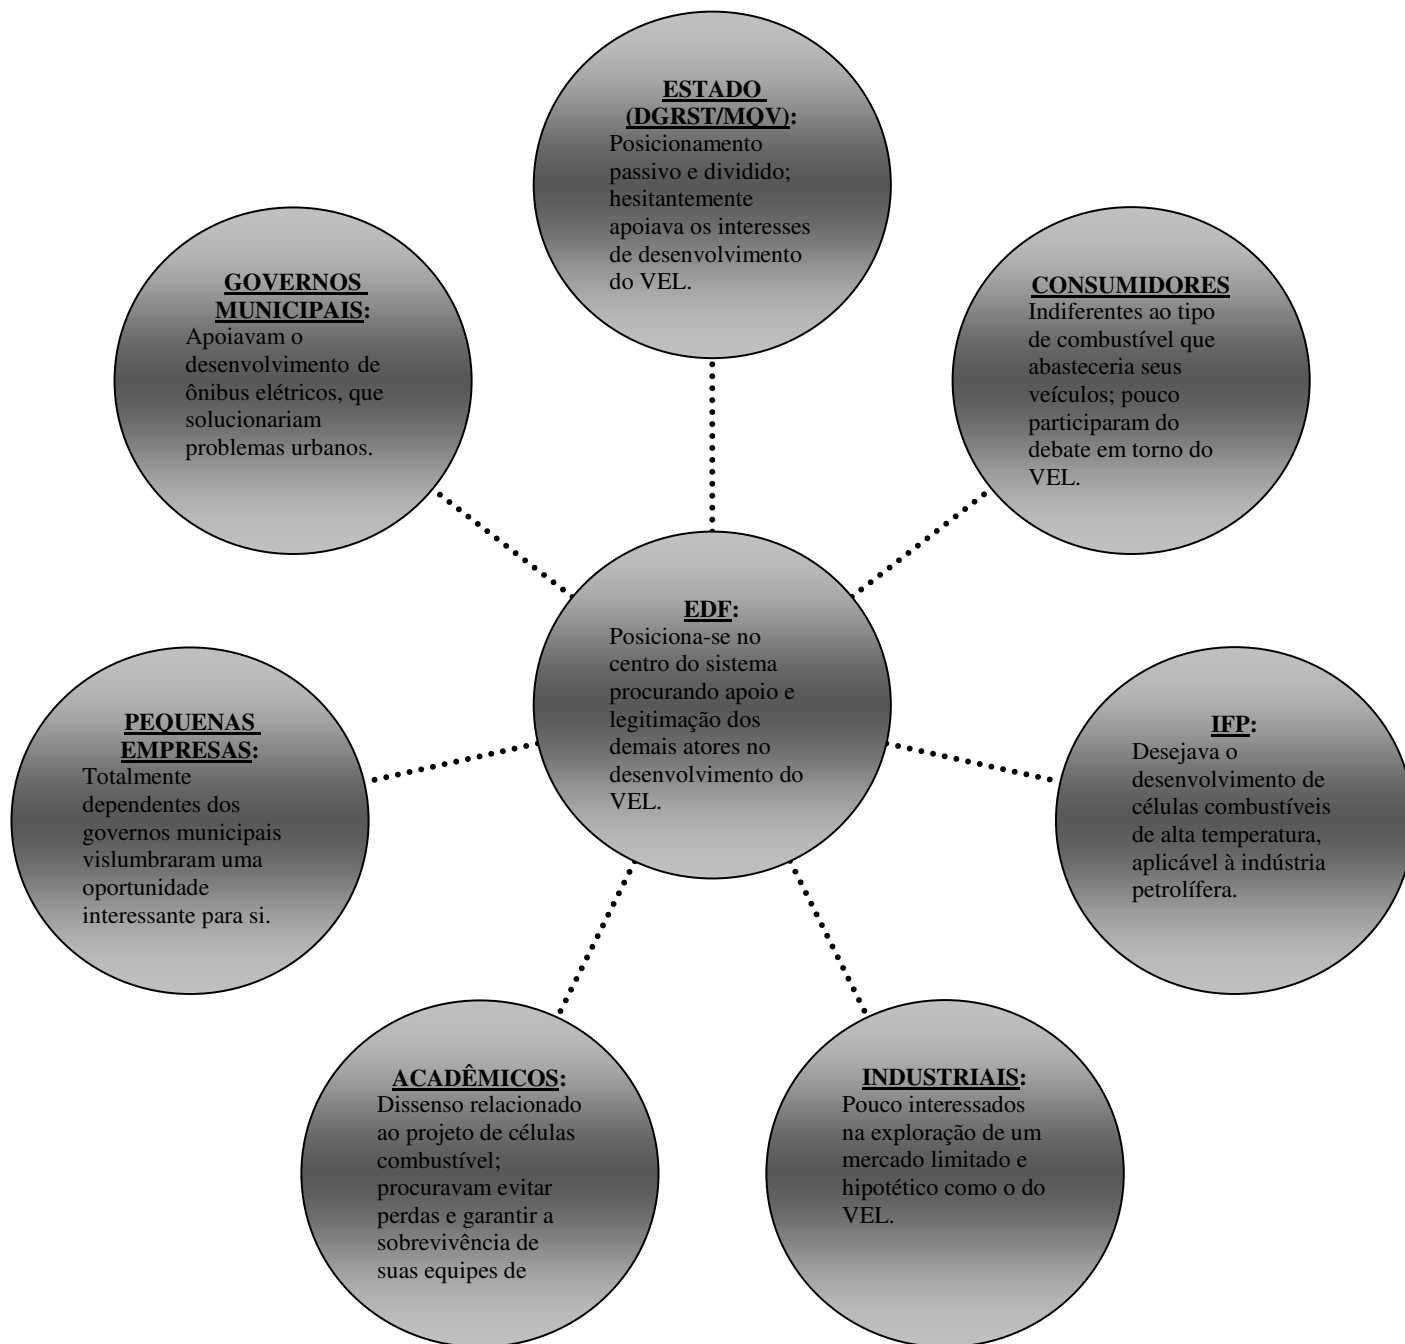 ESTADO
(DGRST/MQV):
Posicionamento
passivo e dividido;
hesitantemente
apoiava os interesses
de desenvolvimento
do VEL.
GOVERNOS
MUNICIPAIS:
Apoiavam o
desenvolvimento de
ônibus elétricos, que
solucionariam
problemas urbanos.
CONSUMIDORES
Indiferentes ao tipo
de combustível que
abasteceria seus
veículos; pouco
participaram do
debate em torno do
VEL.
EDF:
Posiciona-se no
centro do sistema
procurando apoio e
legitimação dos
demais atores no
desenvolvimento do
VEL.
PEQUENAS
EMPRESAS:
Totalmente
dependentes dos
governos municipais
vislumbraram uma
oportunidade
interessante para si.
IFP:
Desejava o
desenvolvimento de
células combustíveis
de alta temperatura,
aplicável à indústria
petrolífera.
ACADÊMICOS:
Dissenso relacionado
ao projeto de células
combustível;
procuravam evitar
perdas e garantir a
sobrevivência de
suas equipes de
INDUSTRIAIS:
Pouco interessados
na exploração de um
mercado limitado e
hipotético como o do
VEL.